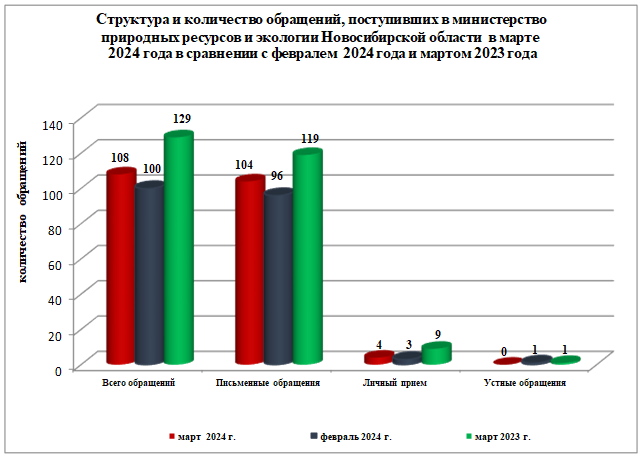 Структура и количество обращений, поступивших в министерство
природных ресурсов и экологии Новосибирской области в марте
2024 года в сравнении с февралем 2024 года и мартом 2023 года
количество обращений
140
120
100
80
60
40
20
0
108
100
129
104
96
119
4
3
9
0
1
1
Всего обращений
Письменные обращения
Личный прием
Устные обращения
март 2024 г.
февраль 2024 г.
март 2023 г.